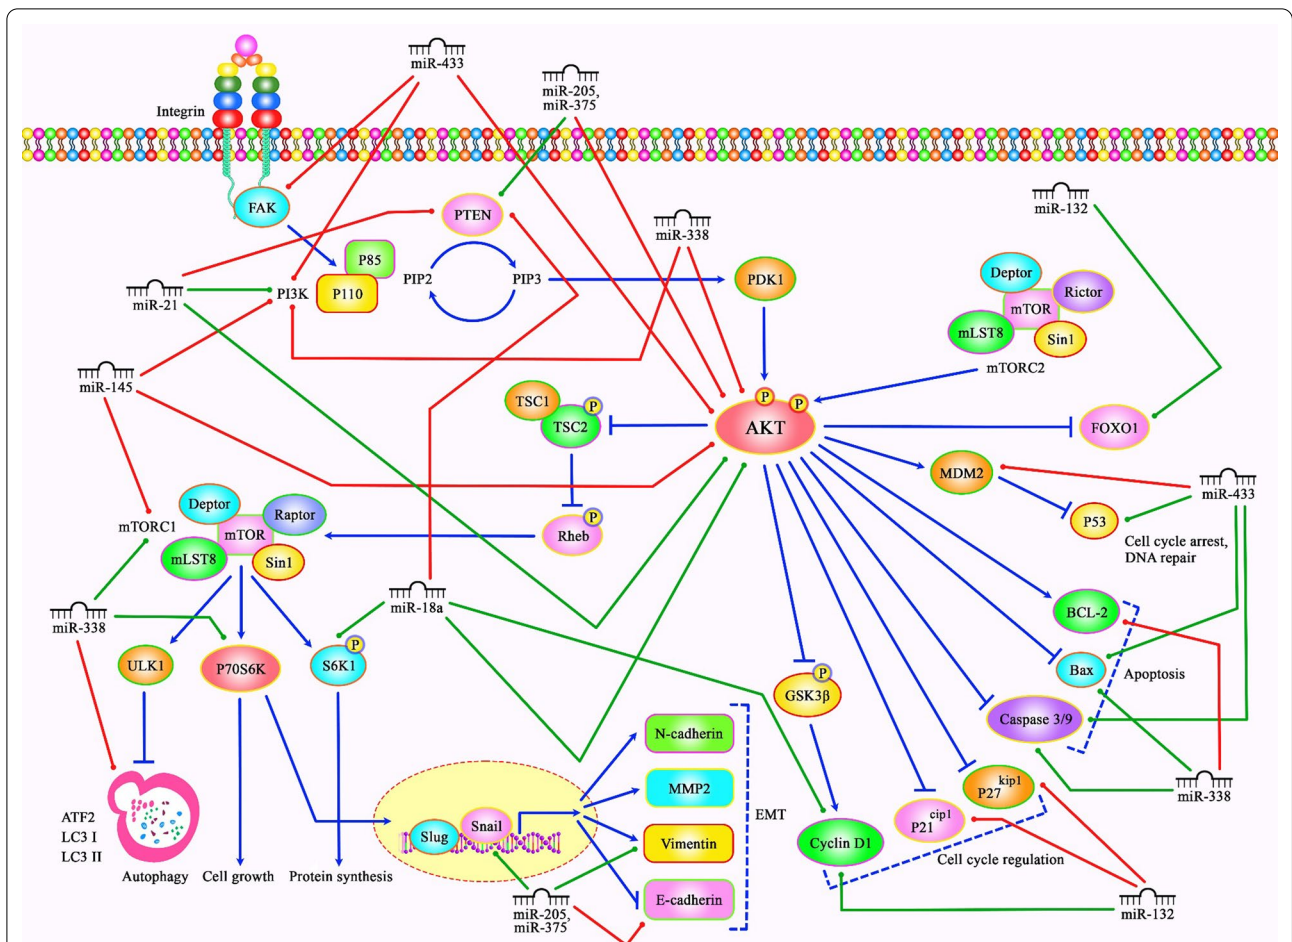 miR-433
miR-205,
miR-375
Integrin
FAK
PTEN
miR-338
miR-132
P85
P110
PI3K
PIP2
PIP3
PDK1
miR-21
Deptor
Rictor
mTOR
mLST8
Sin1
mTORC2
miR-145
TSC1
TSC2
P
P
P
AKT
FOXO1
MDM2
miR-433
P53
Cell cycle arrest,
DNA repair
mTORC1
Deptor
Raptor
mTOR
mLST8
Sin1
P
Rheb
miR-338
miR-18a
BCL-2
Bax
Apoptosis
Caspase 3/9
ULK1
P70S6K
S6K1
P
P
GSK3β
N-cadherin
MMP2
Vimentin
E-cadherin
EMT
Slug
Snail
P27kip1
P21cip1
Cyclin D1
Cell cycle regulation
miR-338
miR-132
ATF2
LC3 I
LC3 II
Autophagy
Cell growth
Protein synthesis
miR-205,
miR-375